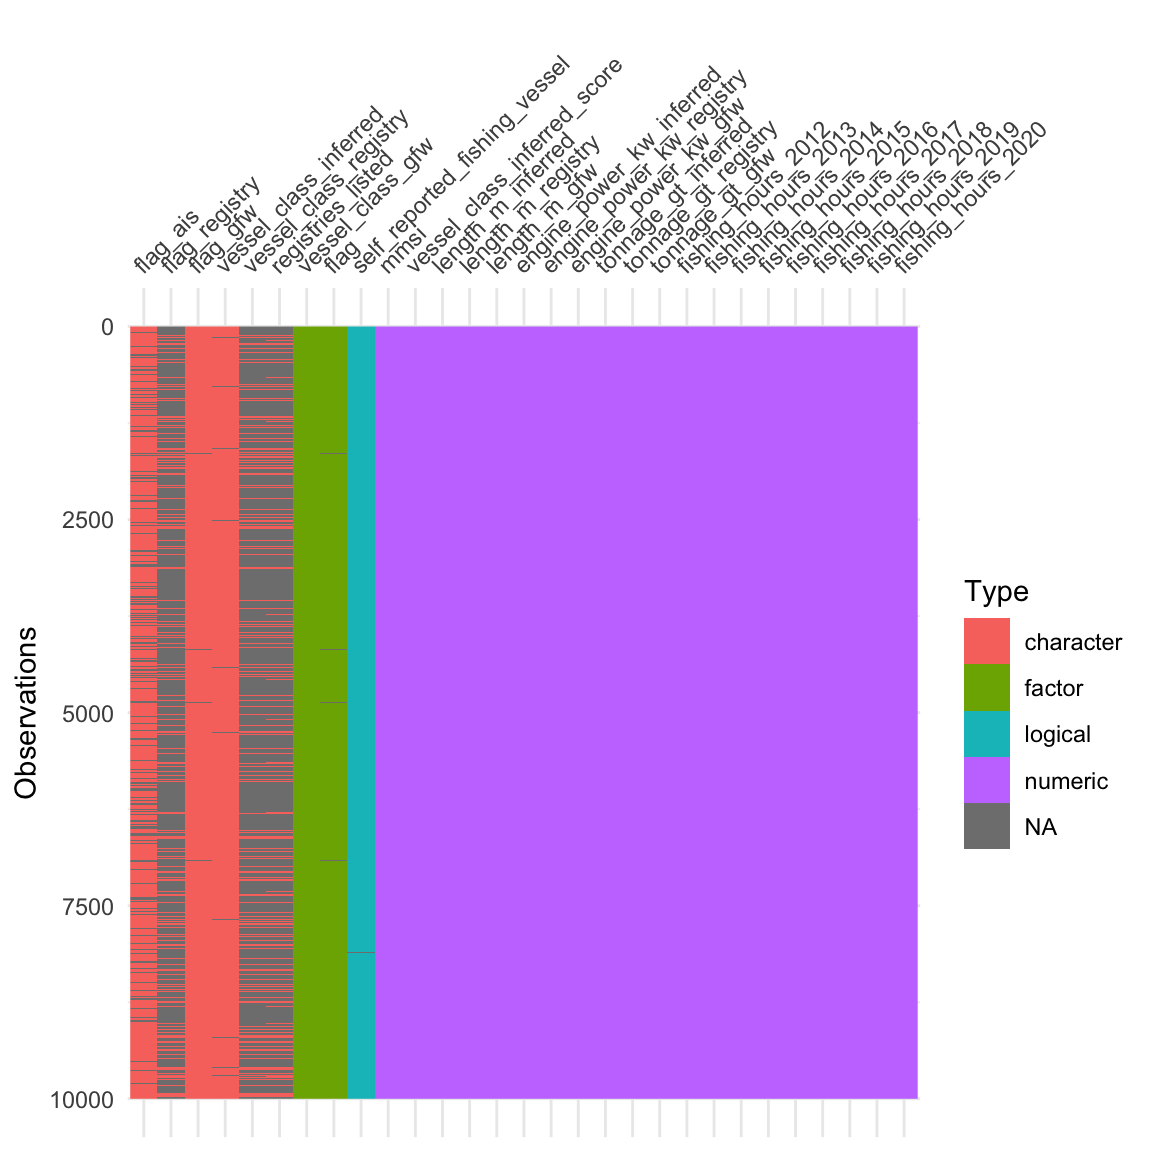 flag_ais
flag_registry
flag_gfw
vessel_class_inferred
vessel_class_registry
registries_listed
vessel_class_gfw
flag
self_reported_fishing_vessel
mmsi
vessel_class_inferred_score
length_m_inferred
length_m_registry
length_m_gfw
engine_power_kw_inferred
engine_power_kw_registry
engine_power_kw_gfw
tonnage_gt_inferred
tonnage_gt_registry
tonnage_gt_gfw
fishing_hours_2012
fishing_hours_2013
fishing_hours_2014
fishing_hours_2015
fishing_hours_2016
fishing_hours_2017
fishing_hours_2018
fishing_hours_2019
fishing_hours_2020
0
2500
5000
7500
10000
Observations
Type
character
factor
logical
numeric
NA